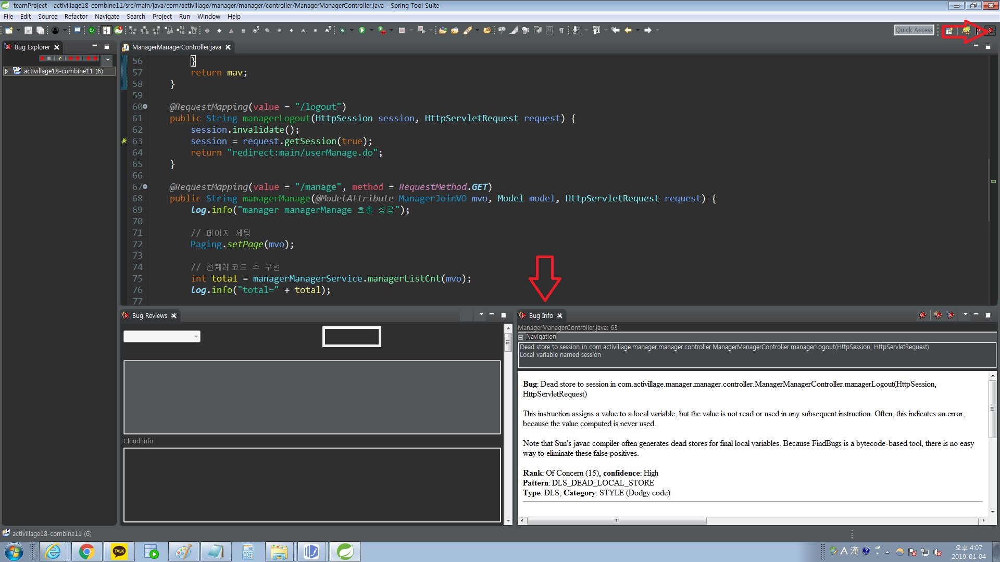 teamProject - activillage18-combine11/src/main/java/com/activillage/manager/manager/controller/ManagerManagerController.java - Spring Tool Suite
File Edit Source Refactor Navigate Search Project Run Window Help
Quick Access
Bug Explorer
activillage18-combine11 (6)
ManagerManagerController.java
56 }
57 return mav;
58 }
59
60 @RequestMapping(value = "/logout")
61 public String managerLogout(HttpSession session, HttpServletRequest request) {
62 session.invalidate();
63 session = request.getSession(true);
64 return "redirect:main/userManage.do";
65 }
66
67 @RequestMapping(value = "/manage", method = RequestMethod.GET)
68 public String managerManage(@ModelAttribute ManagerJoinVO mvo, Model model, HttpServletRequest request) {
69 log.info("manager managerManage 호출 성공");
70
71 // 페이지 세팅
72 Paging.setPage(mvo);
73
74 // 전체레코드 수 구현
75 int total = managerManagerService.managerListCnt(mvo);
76 log.info("total=" + total);
77
Bug Reviews
Cloud info:
Bug Info
ManagerManagerController.java: 63
Navigation
Dead store to session in com.activillage.manager.manager.controller.ManagerManagerController.managerLogout(HttpSession, HttpServletRequest)
Local variable named session
Bug: Dead store to session in com.activillage.manager.manager.controller.ManagerManagerController.managerLogout(HttpSession,
HttpServletRequest)
This instruction assigns a value to a local variable, but the value is not read or used in any subsequent instruction. Often, this indicates an error,
because the value computed is never used.
Note that Sun's javac compiler often generates dead stores for final local variables. Because FindBugs is a bytecode-based tool, there is no easy
way to eliminate these false positives.
Rank: Of Concern (15), confidence: High
Pattern: DLS_DEAD_LOCAL_STORE
Type: DLS, Category: STYLE (Dodgy code)
activillage18-combine11 (6)
TALK
A 漢
오후 4:07
2019-01-04